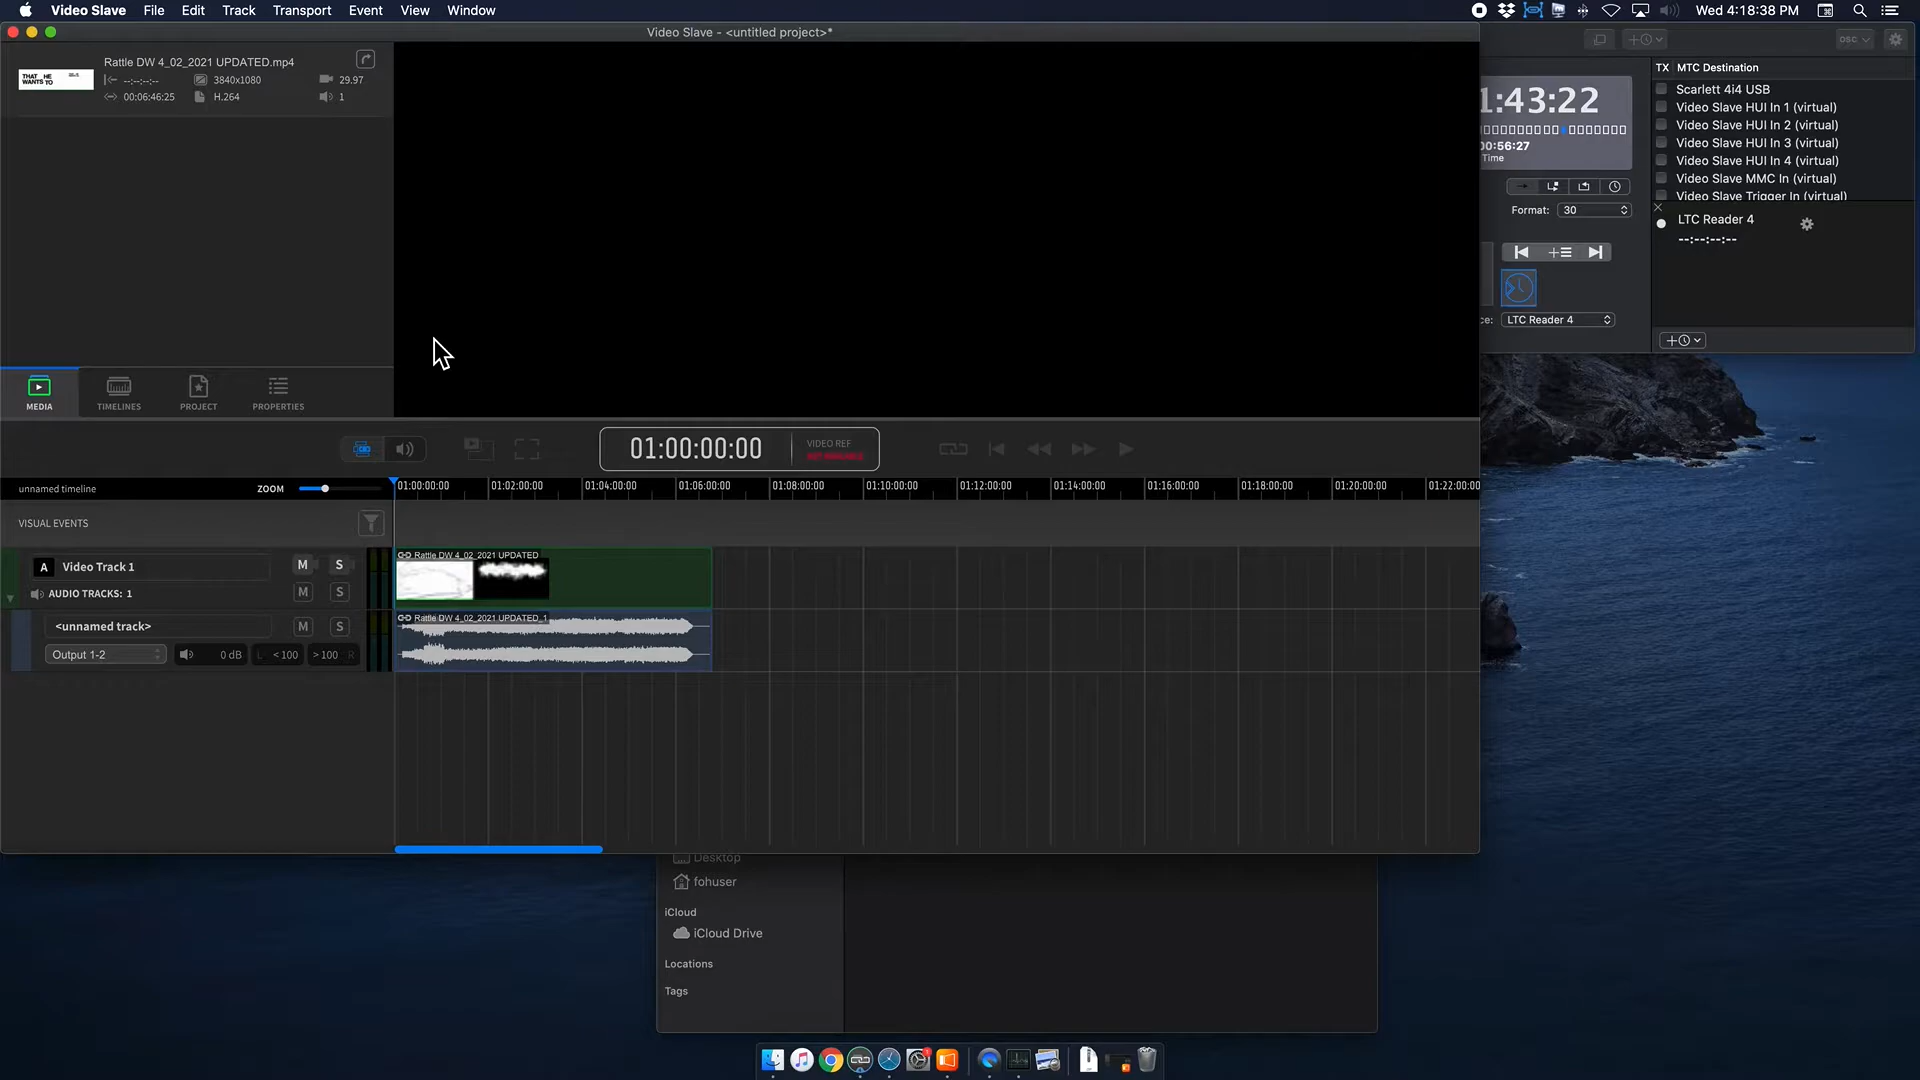 Video Slave File Edit Track Transport Event View Window
Wed 4:18:38 PM
Video Slave - <untitled project>*
Rattle DW 4_02_2021 UPDATED.mp4
--:--:--:-- 3840x1080 29.97
00:06:46:25 H.264 1
THAT HE
WANTS TO
MEDIA TIMELINES PROJECT PROPERTIES
01:00:00:00
VIDEO REF
NOT AVAILABLE
unnamed timeline
ZOOM
01:00:00:00 01:02:00:00 01:04:00:00 01:06:00:00 01:08:00:00 01:10:00:00 01:12:00:00 01:14:00:00 01:16:00:00 01:18:00:00 01:20:00:00 01:22:00:00
VISUAL EVENTS
A Video Track 1 M S
AUDIO TRACKS: 1 M S
Rattle DW 4_02_2021 UPDATED
<unnamed track> M S
Rattle DW 4_02_2021 UPDATED_1
Output 1-2 0 dB L <100 >100 R
OSC
1:43:22
00:56:27
Time
Format: 30
ce: LTC Reader 4
TX MTC Destination
Scarlett 4i4 USB
Video Slave HUI In 1 (virtual)
Video Slave HUI In 2 (virtual)
Video Slave HUI In 3 (virtual)
Video Slave HUI In 4 (virtual)
Video Slave MMC In (virtual)
Video Slave Trigger In (virtual)
LTC Reader 4
--:--:--:--
Desktop
fohuser
iCloud
iCloud Drive
Locations
Tags